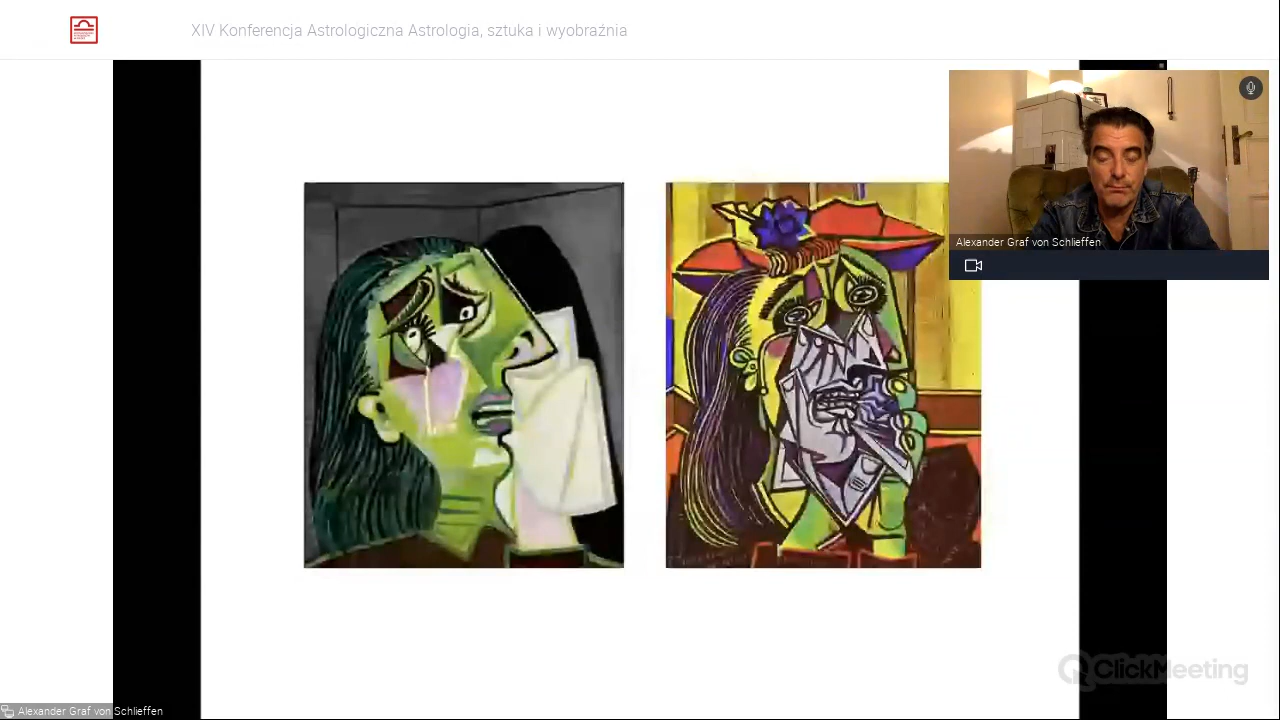 XIV Konferencja Astrologiczna Astrologia, sztuka i wyobraźnia
Alexander Graf von Schlieffen
ClickMeeting
Alexander Graf von Schlieffen